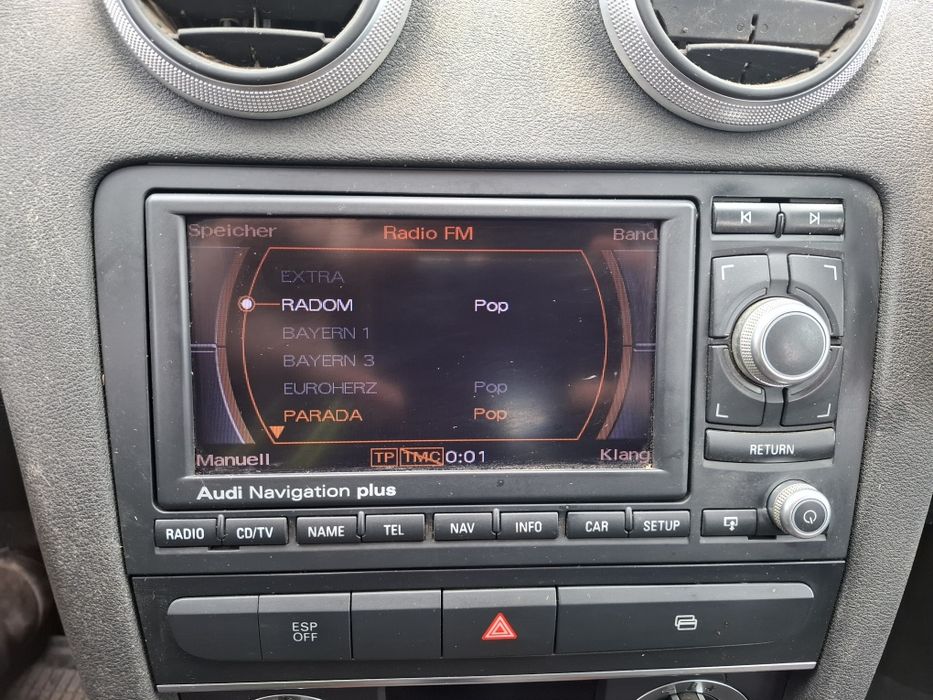 Speicher Radio FM Band
EXTRA
RADOM Pop
BAYERN 1
BAYERN 3
EUROHERZ Pop
PARADA Pop
Manuell TP TMC 0:01 Klang
Audi Navigation plus
RETURN
RADIO CD/TV NAME TEL NAV INFO CAR SETUP
ESP
OFF